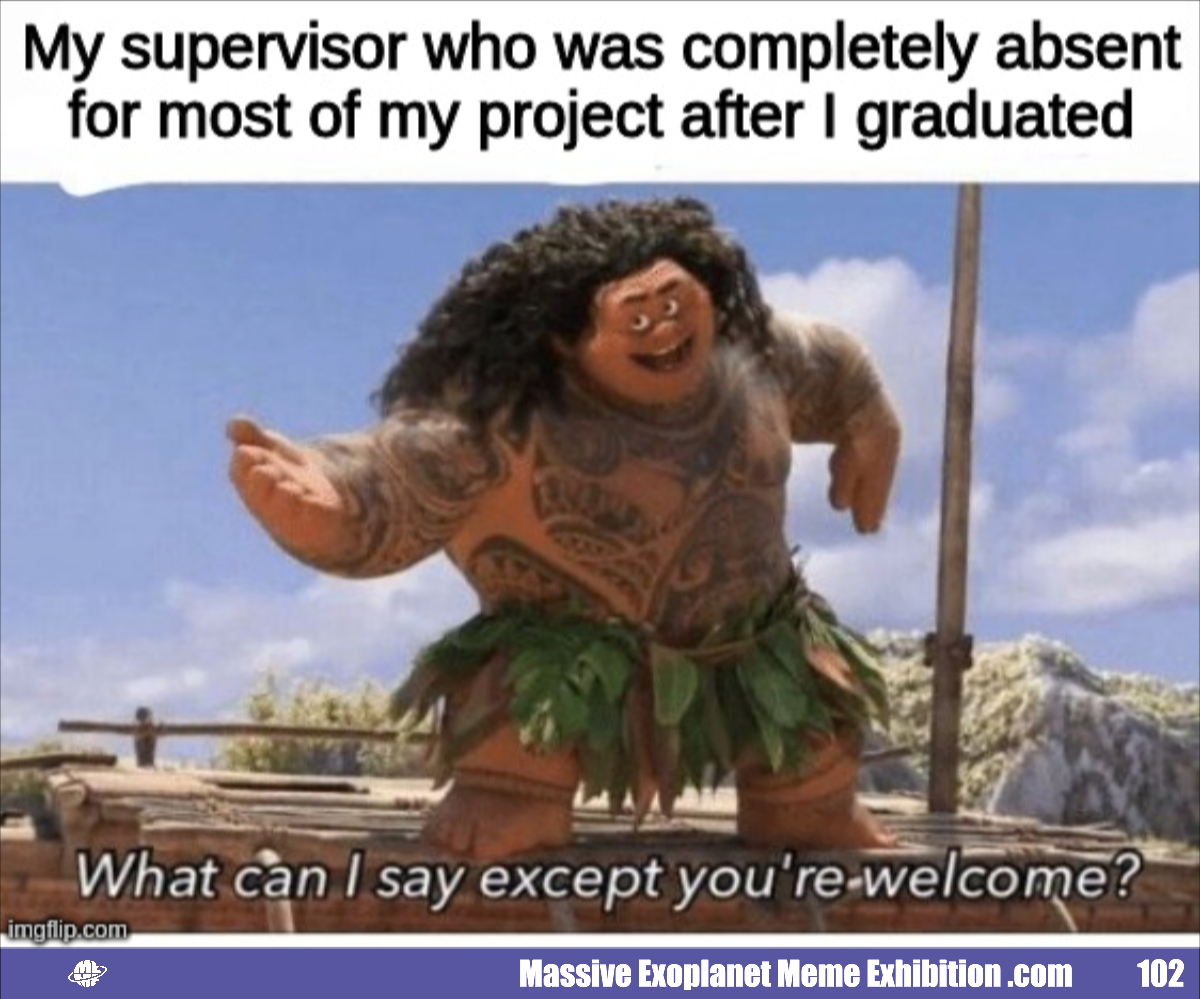 My supervisor who was completely absent
for most of my project after I graduated
What can I say except you're welcome?
imgflip.com
Massive Exoplanet Meme Exhibition .com 102